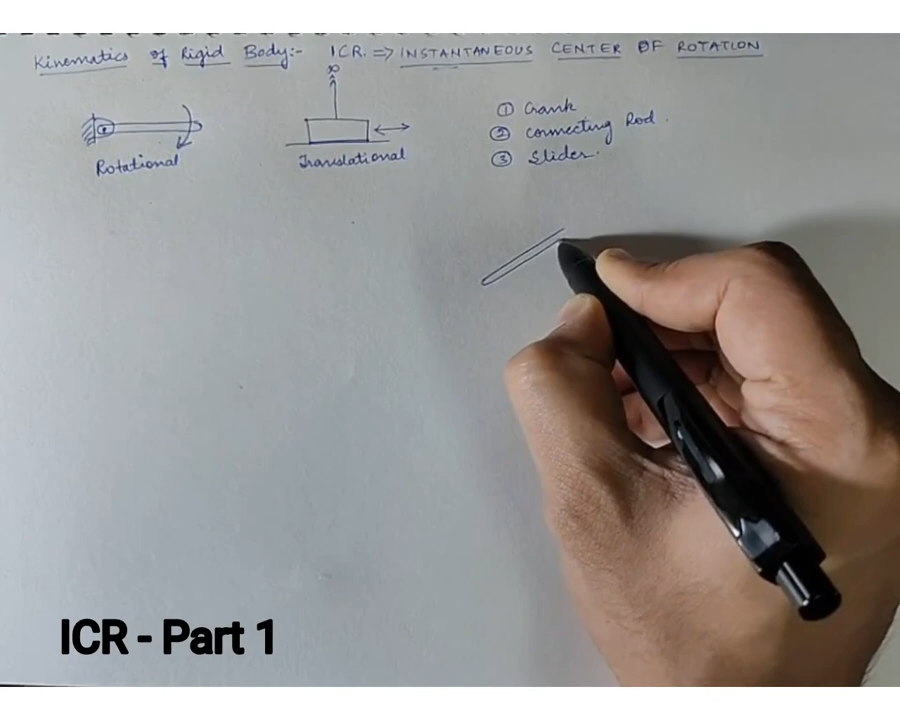 Kinematics of Rigid Body:- ICR. => INSTANTANEOUS CENTER OF ROTATION
∞
Rotational
Translational
① Crank
② Connecting Rod.
③ Slider.
ICR - Part 1